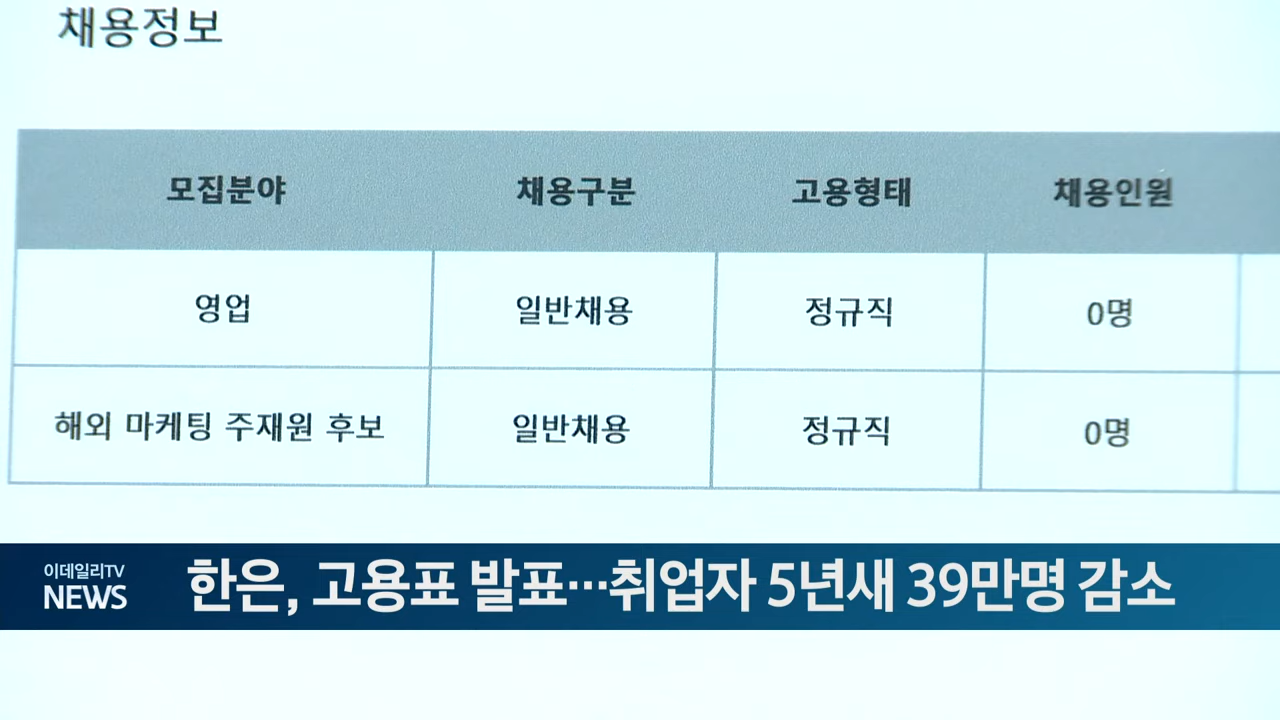 채용정보
모집분야 채용구분 고용형태 채용인원
영업 일반채용 정규직 0명
해외 마케팅 주재원 후보 일반채용 정규직 0명
이데일리TV
NEWS
한은, 고용표 발표…취업자 5년새 39만명 감소